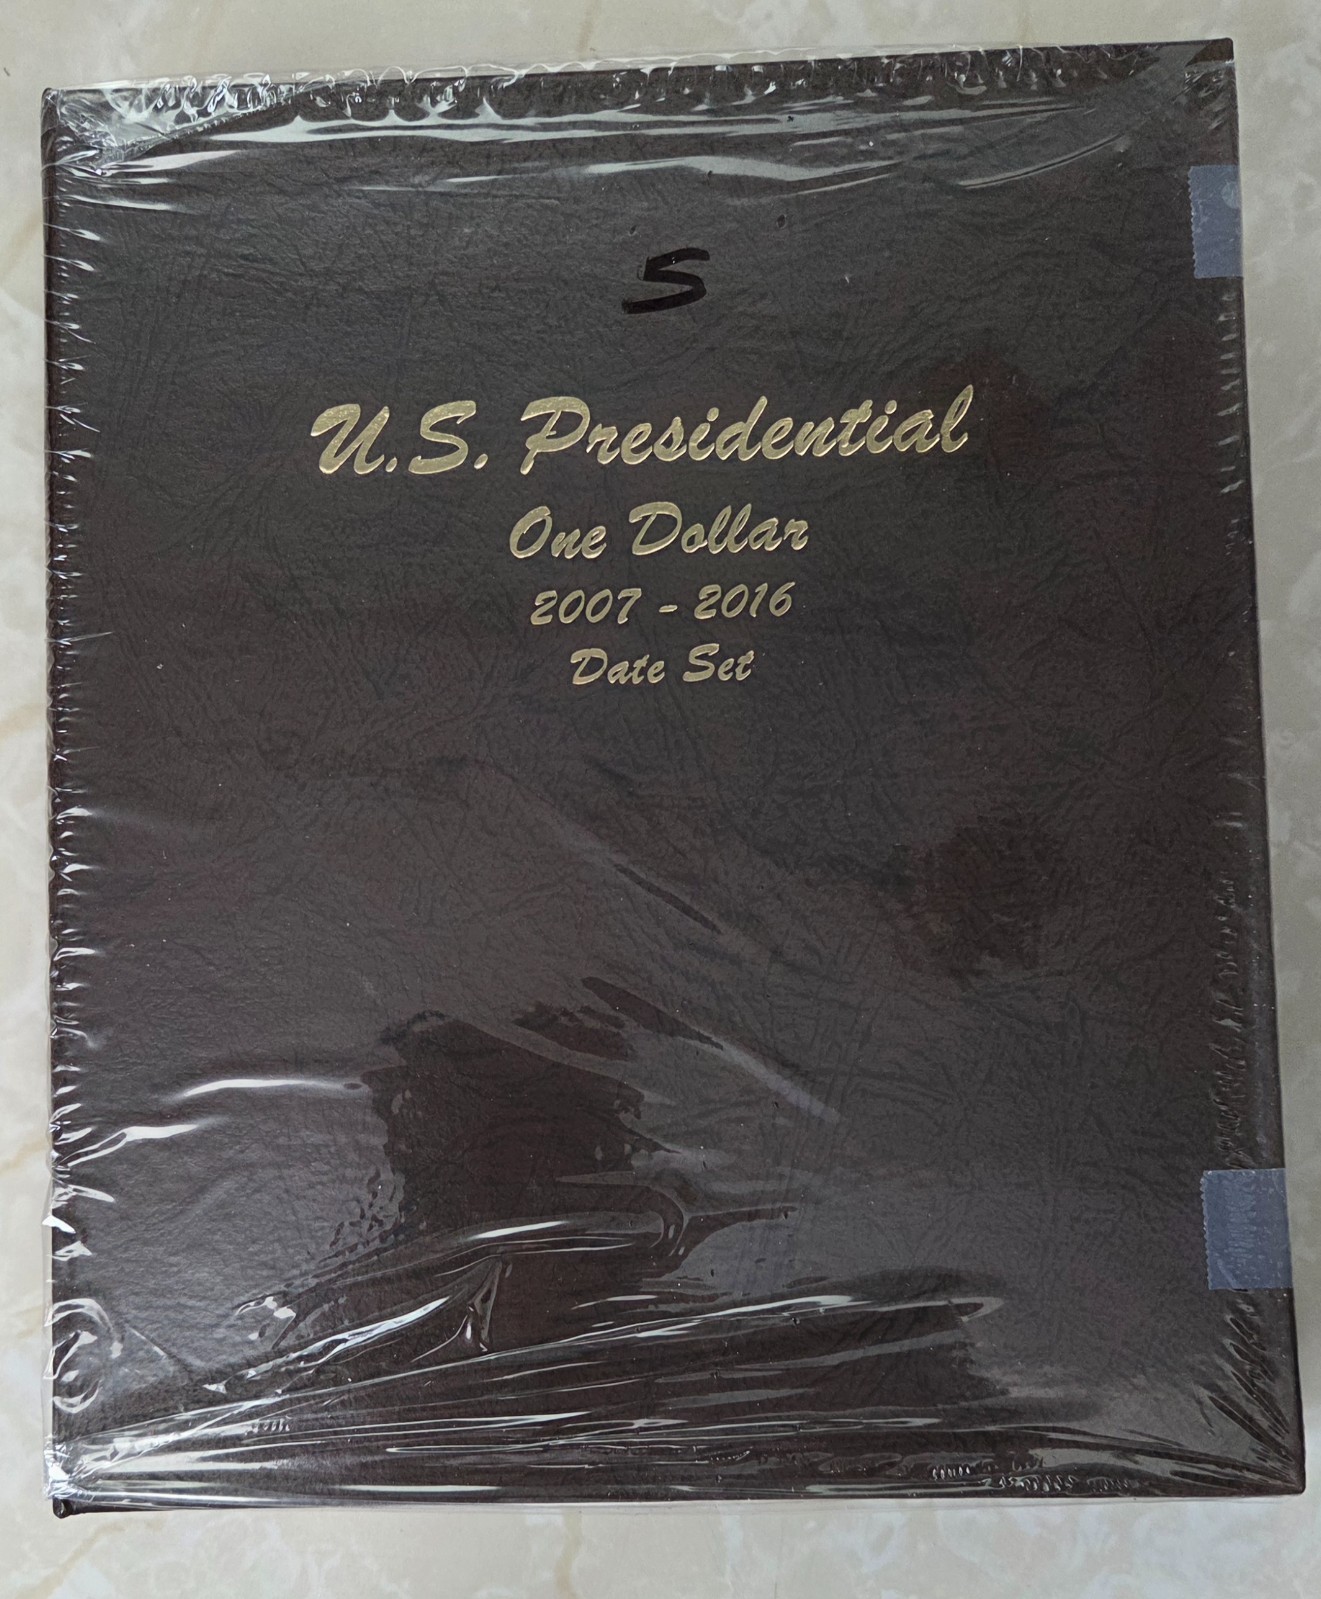 5
U.S. Presidential
One Dollar
2007 - 2016
Date Set